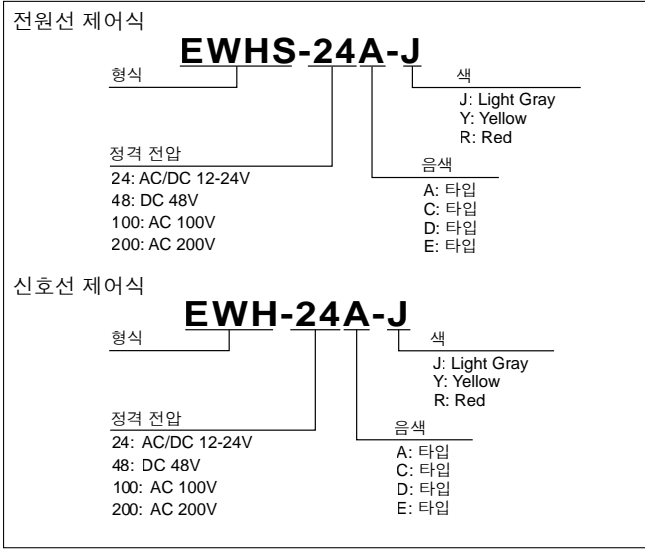 전원선 제어식
EWHS-24A-J
형식
색
J: Light Gray
Y: Yellow
R: Red
정격 전압
24: AC/DC 12-24V
48: DC 48V
100: AC 100V
200: AC 200V
음색
A: 타입
C: 타입
D: 타입
E: 타입
신호선 제어식
EWH-24A-J
형식
색
J: Light Gray
Y: Yellow
R: Red
정격 전압
24: AC/DC 12-24V
48: DC 48V
100: AC 100V
200: AC 200V
음색
A: 타입
C: 타입
D: 타입
E: 타입